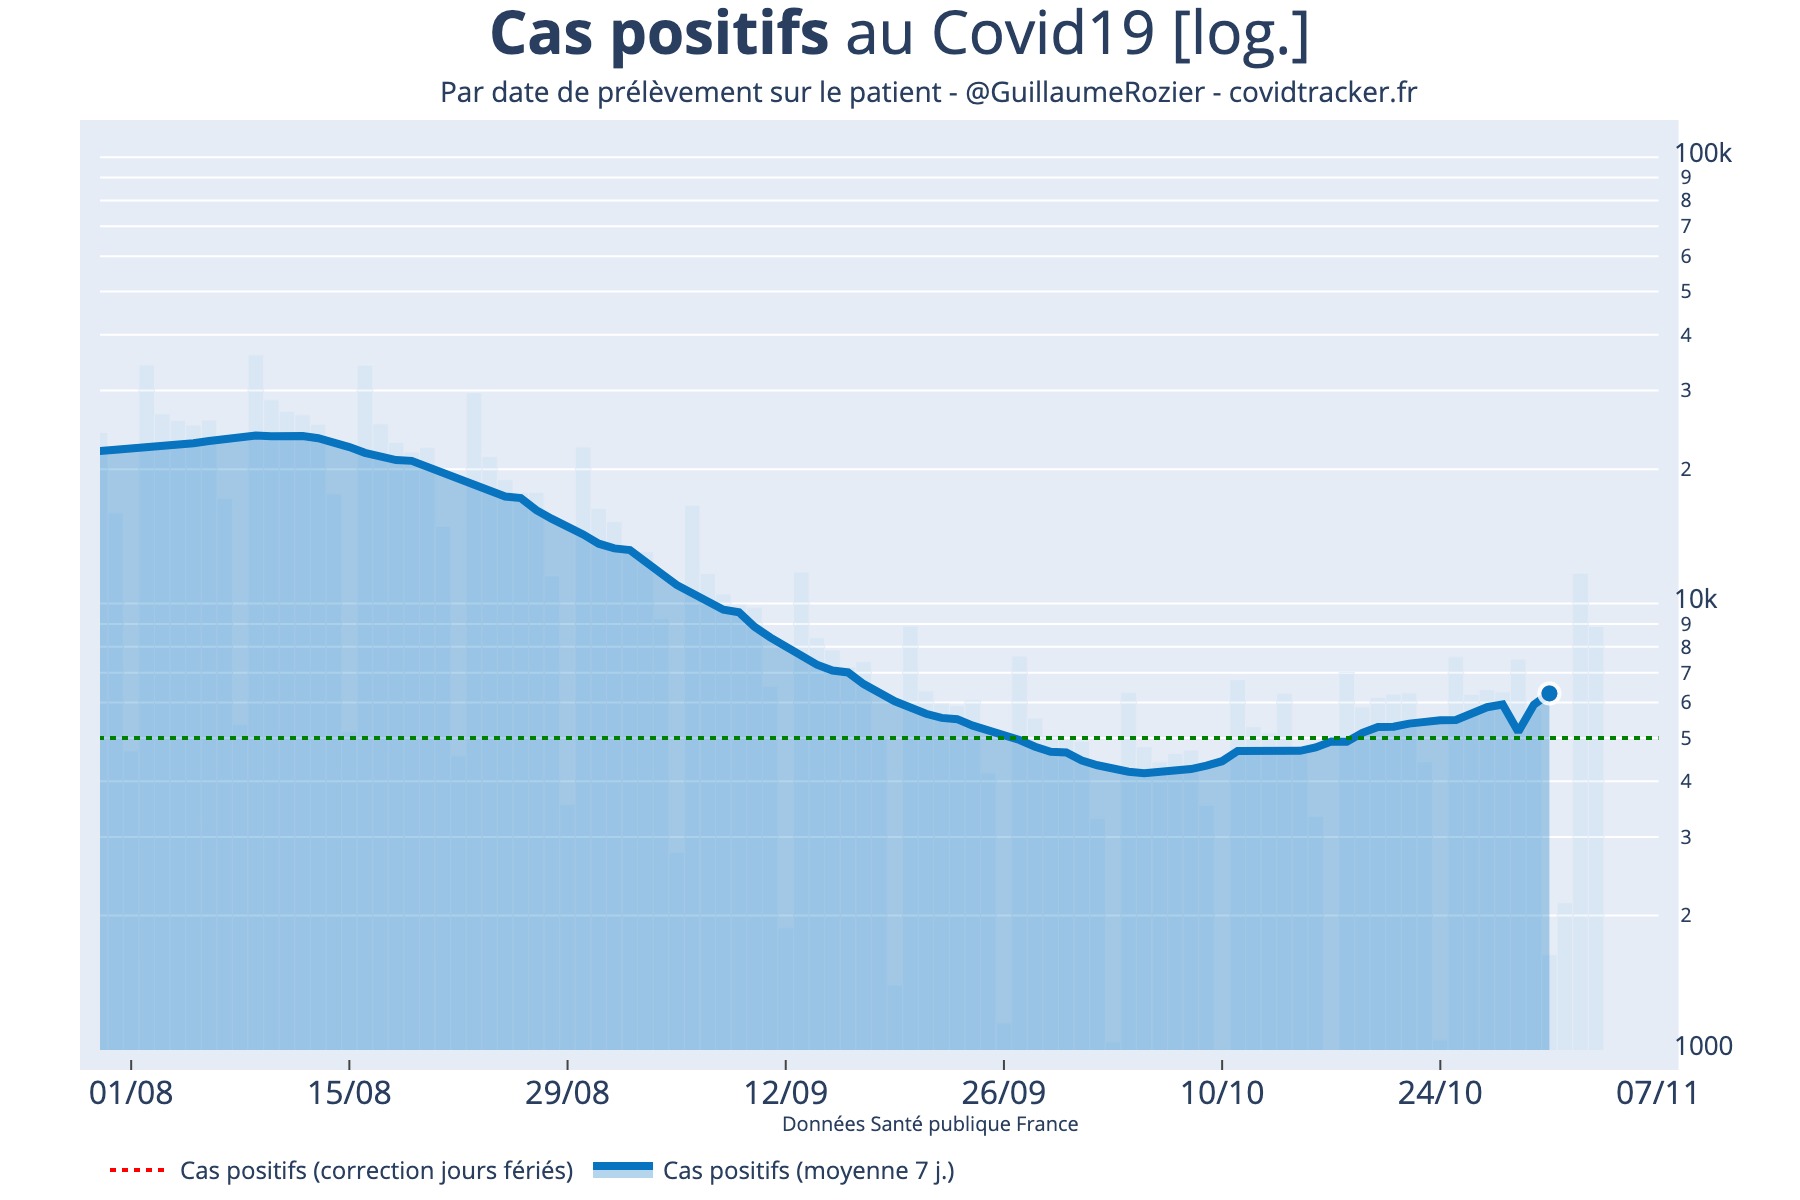 Cas positifs au Covid19 [log.]
Par date de prélèvement sur le patient - @GuillaumeRozier - covidtracker.fr
100k
9
8
7
6
5
4
3
2
10k
9
8
7
6
5
4
3
2
1000
01/08 15/08 29/08 12/09 26/09 10/10 24/10 07/11
Données Santé publique France
Cas positifs (correction jours fériés) Cas positifs (moyenne 7 j.)